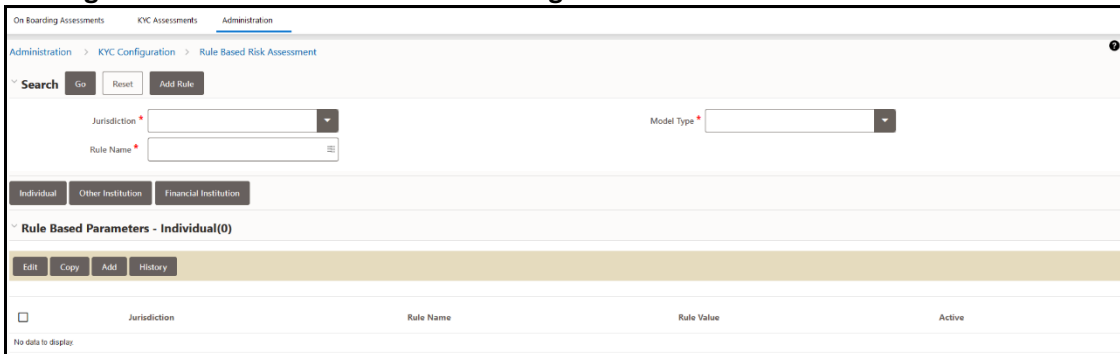 On Boarding Assessments KYC Assessments Administration
Administration > KYC Configuration > Rule Based Risk Assessment
Search Go Reset Add Rule
Jurisdiction * Model Type *
Rule Name *
Individual Other Institution Financial Institution
Rule Based Parameters - Individual(0)
Edit Copy Add History
Jurisdiction Rule Name Rule Value Active
No data to display.